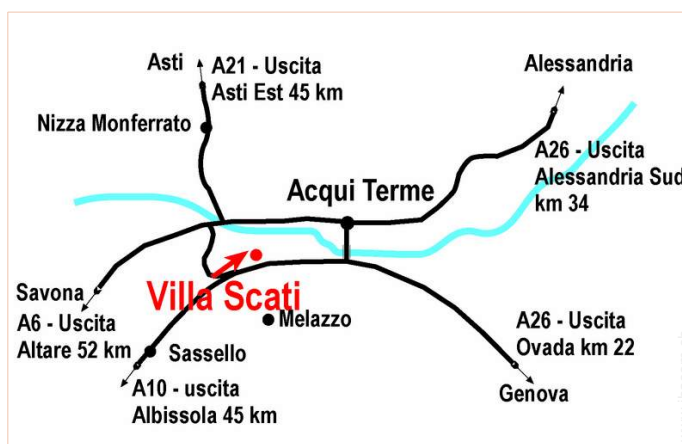 Asti
A21 - Uscita
Asti Est 45 km
Alessandria
Nizza Monferrato
A26 - Uscita
Alessandria Sud
km 34
Acqui Terme
Savona
Villa Scati
A6 - Uscita
Altare 52 km
Melazzo
Sassello
A26 - Uscita
Ovada km 22
A10 - uscita
Albissola 45 km
Genova